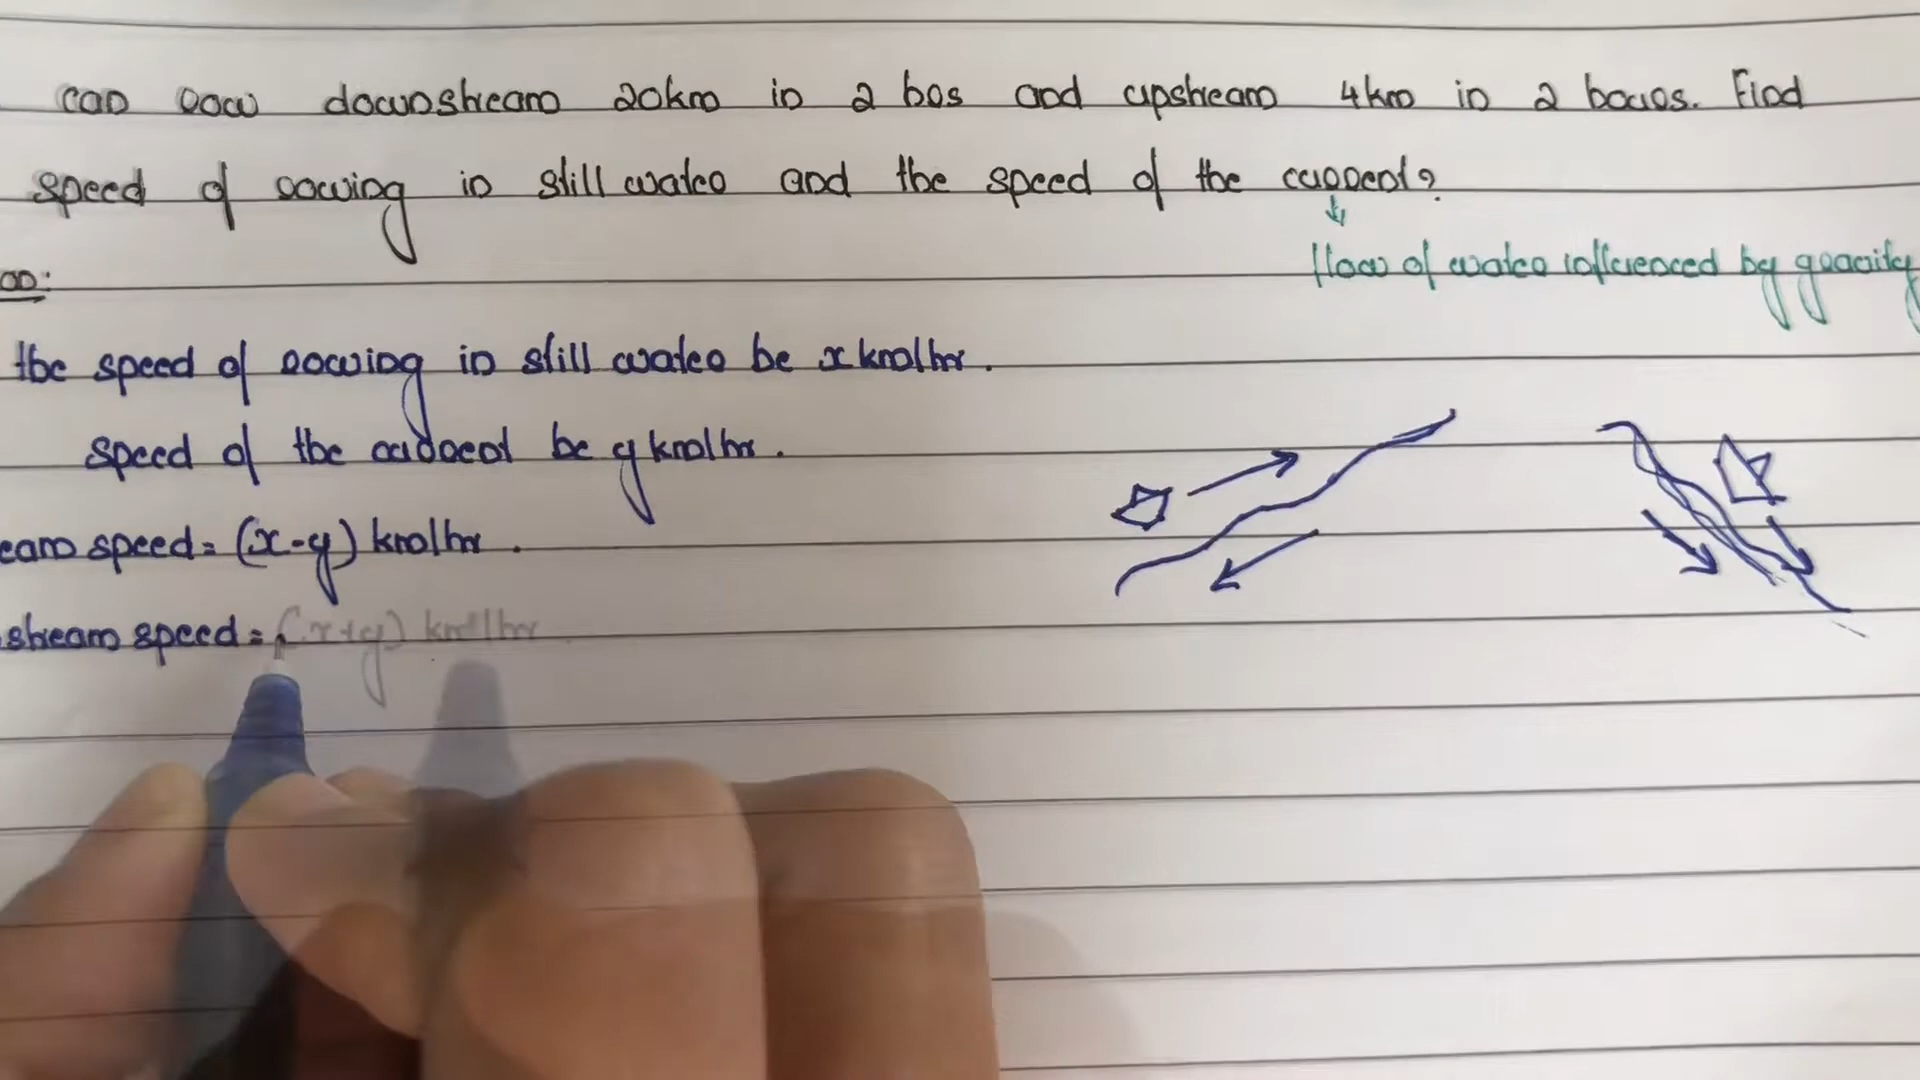 can row downstream 20km in 2 hrs and upstream 4km in 2 hours. Find
speed of rowing in still water and the speed of the current?
flow of water influenced by gravity
on:
the speed of rowing in still water be x km/hr.
speed of the current be y km/hr.
eam speed = (x-y) km/hr.
stream speed = (x+y) km/hr